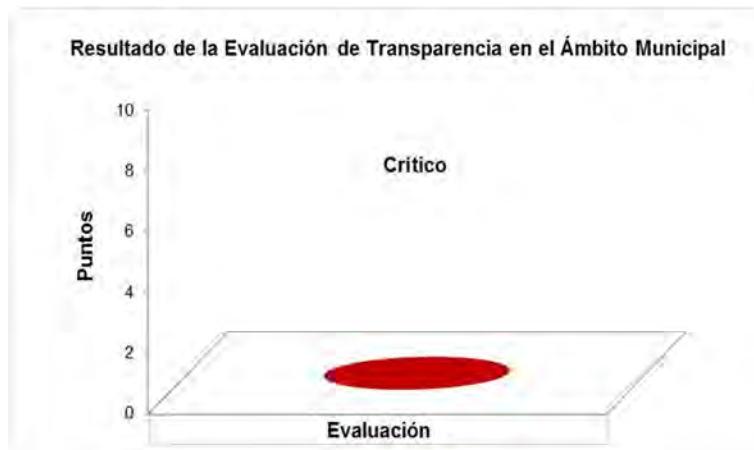 Resultado de la Evaluación de Transparencia en el Ámbito Municipal
10
Crítico
8
6
Puntos
4
2
0
Evaluación